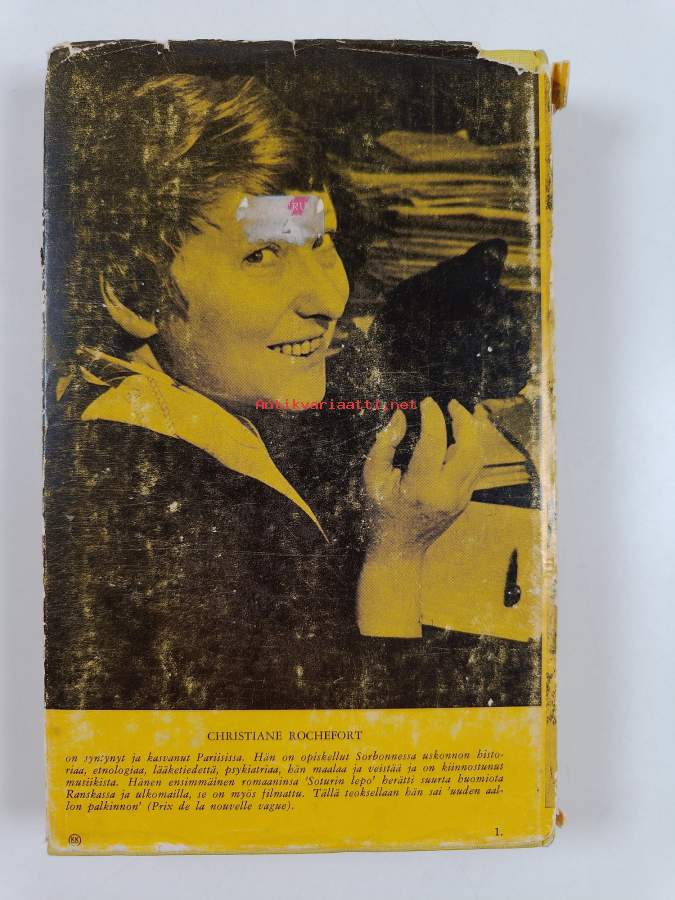 RU
Antikvariaatti.net
CHRISTIANE ROCHEFORT
on syntynyt ja kasvanut Pariisissa. Hän on opiskellut Sorbonnessa uskonnon histo-
riaa, etnologiaa, lääketiedettä, psykiatriaa, hän maalaa ja veistää ja on kiinnostunut
musiikista. Hänen ensimmäinen romaaninsa 'Soturin lepo' herätti suurta huomiota
Ranskassa ja ulkomailla, se on myös filmattu. Tällä teoksellaan hän sai 'uuden aal-
lon palkinnon' (Prix de la nouvelle vague).
KK
1.